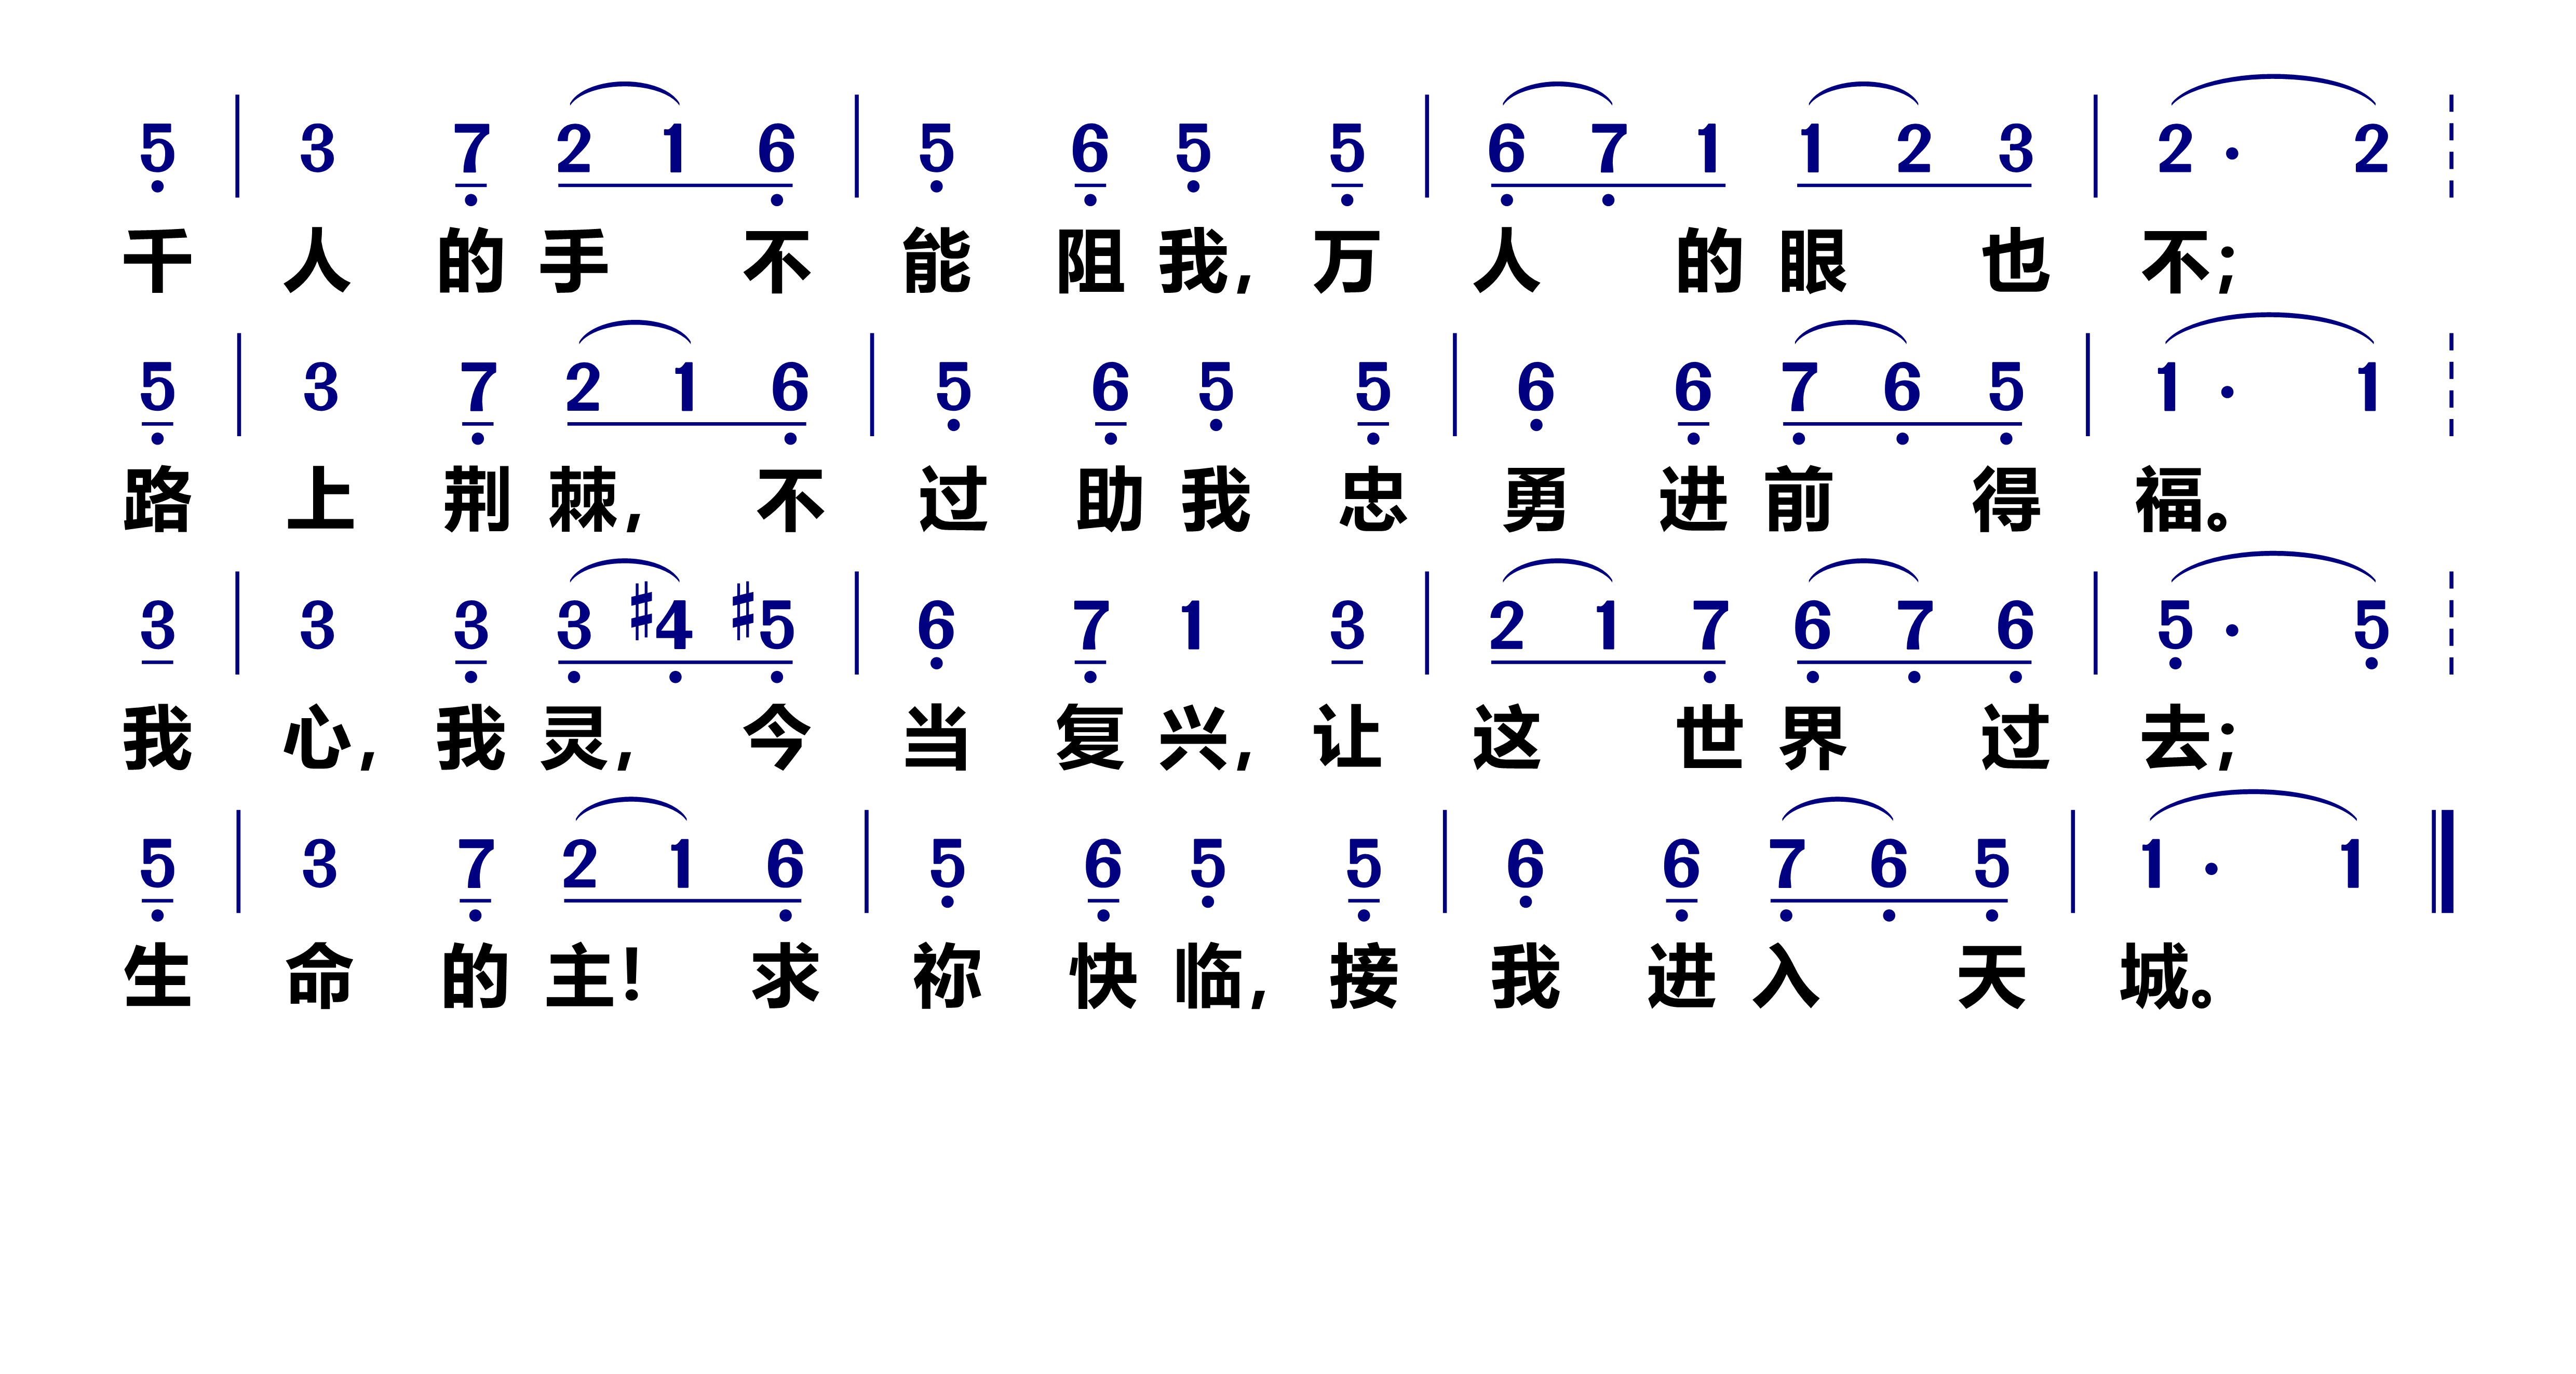 5 | 3 7 2 1 6 | 5 6 5 5 | 6 7 1 1 2 3 | 2 · 2
千 人 的 手 不 能 阻 我, 万 人 的 眼 也 不;
5 | 3 7 2 1 6 | 5 6 5 5 | 6 6 7 6 5 | 1 · 1
路 上 荆 棘, 不 过 助 我 忠 勇 进 前 得 福。
3 | 3 3 3 #4 #5 | 6 7 1 3 | 2 1 7 6 7 6 | 5 · 5
我 心, 我 灵, 今 当 复 兴, 让 这 世 界 过 去;
5 | 3 7 2 1 6 | 5 6 5 5 | 6 6 7 6 5 | 1 · 1
生 命 的 主! 求 祢 快 临, 接 我 进 入 天 城。